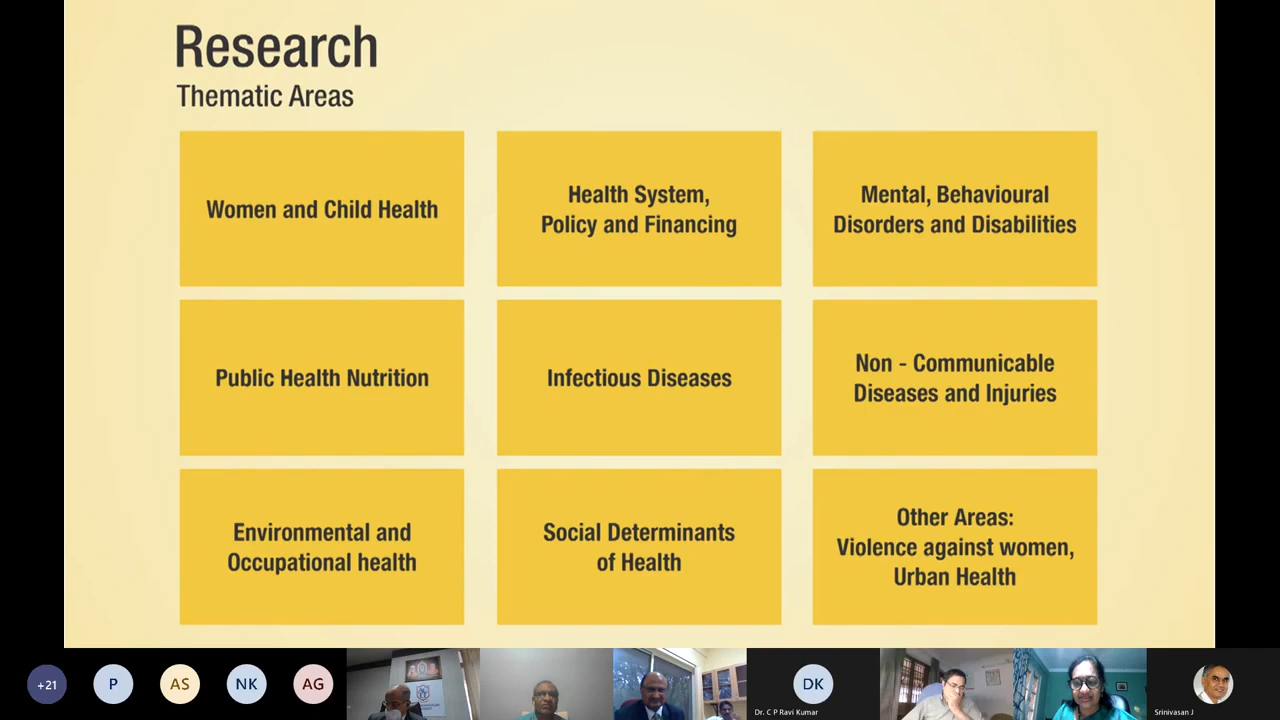 Research
Thematic Areas
Women and Child Health
Health System,
Policy and Financing
Mental, Behavioural
Disorders and Disabilities
Public Health Nutrition
Infectious Diseases
Non - Communicable
Diseases and Injuries
Environmental and
Occupational health
Social Determinants
of Health
Other Areas:
Violence against women,
Urban Health
+21
P
AS
NK
AG
DK
Dr. C P Ravi Kumar
Srinivasan J